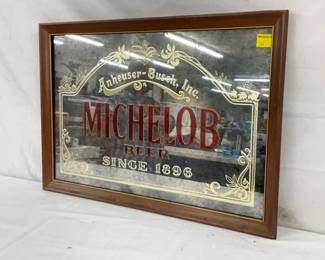 Anheuser-Busch, Inc.
MICHELOB
BEER
SINCE 1896